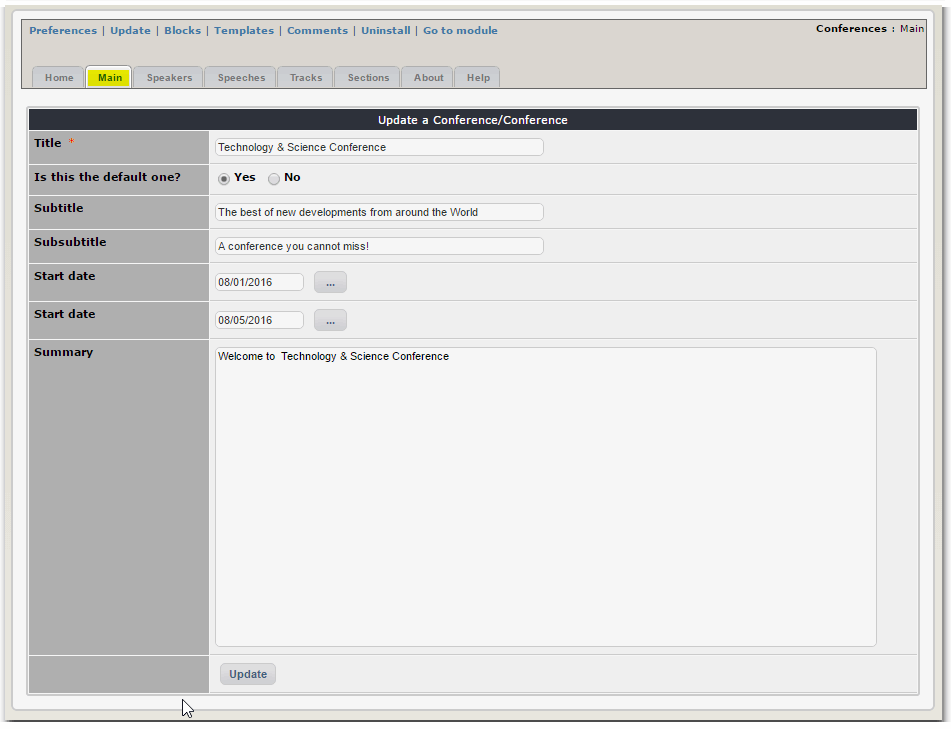 Preferences | Update | Blocks | Templates | Comments | Uninstall | Go to module
Conferences : Main
Home Main Speakers Speeches Tracks Sections About Help
Update a Conference/Conference
Title * Technology & Science Conference
Is this the default one? Yes No
Subtitle The best of new developments from around the World
Subsubtitle A conference you cannot miss!
Start date 08/01/2016 ...
Start date 08/05/2016 ...
Summary Welcome to  Technology & Science Conference
Update